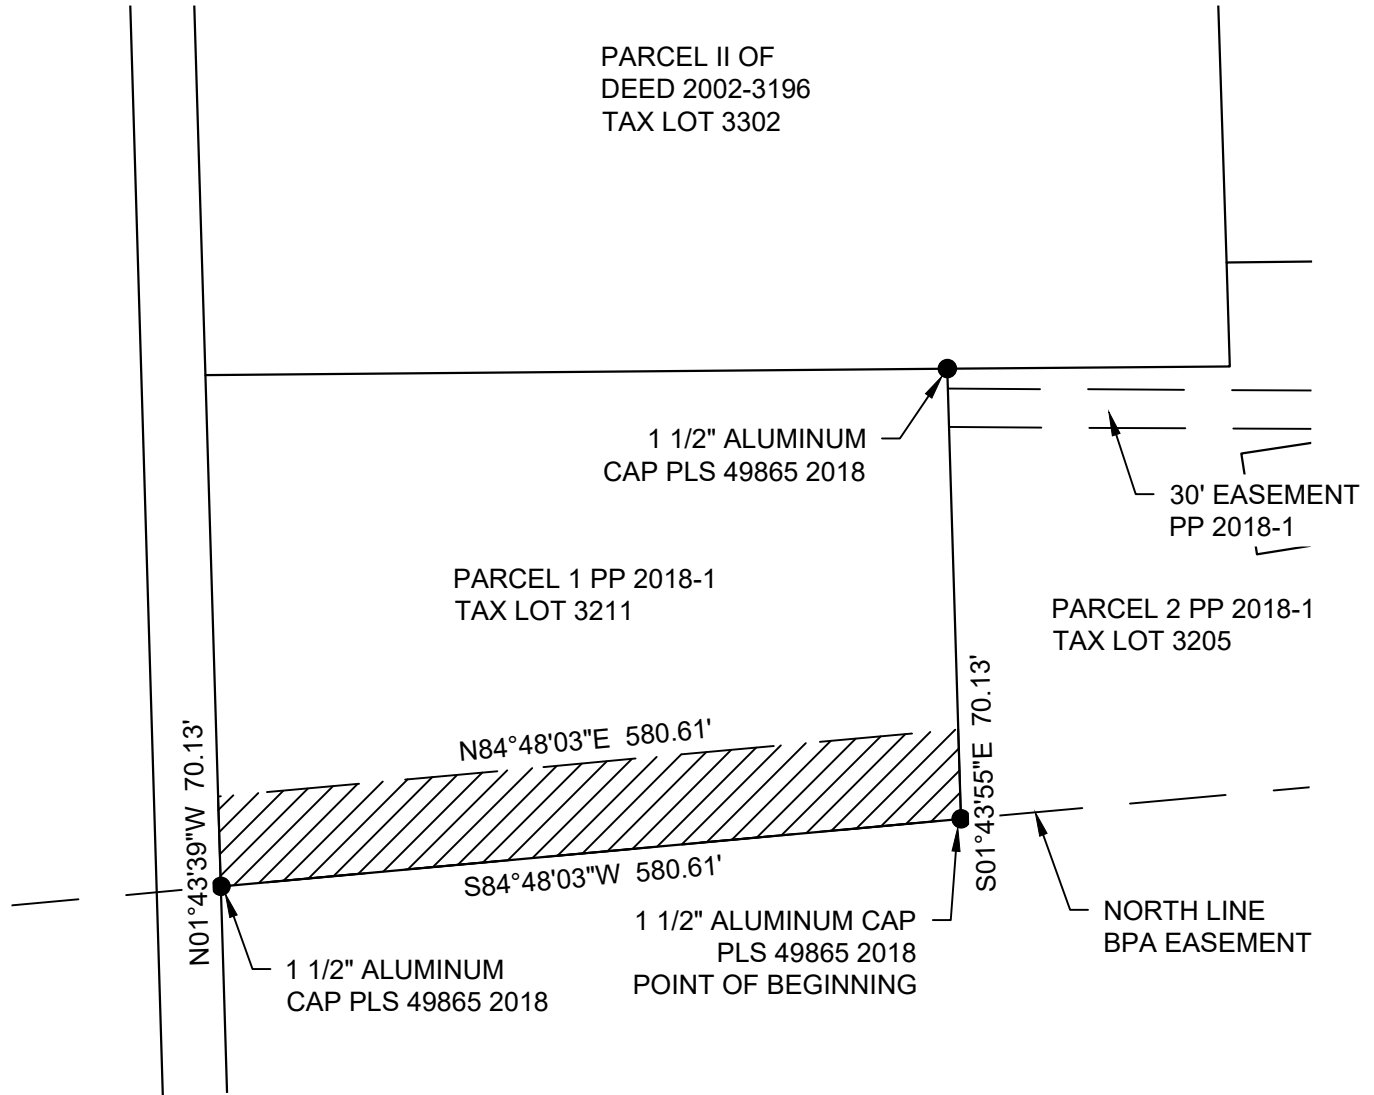 PARCEL II OF
DEED 2002-3196
TAX LOT 3302
1 1/2" ALUMINUM
CAP PLS 49865 2018
30' EASEMENT
PP 2018-1
PARCEL 1 PP 2018-1
TAX LOT 3211
PARCEL 2 PP 2018-1
TAX LOT 3205
N01°43'39"W 70.13'
N84°48'03"E 580.61'
S01°43'55"E 70.13'
S84°48'03"W 580.61'
1 1/2" ALUMINUM CAP
PLS 49865 2018
POINT OF BEGINNING
NORTH LINE
BPA EASEMENT
1 1/2" ALUMINUM
CAP PLS 49865 2018